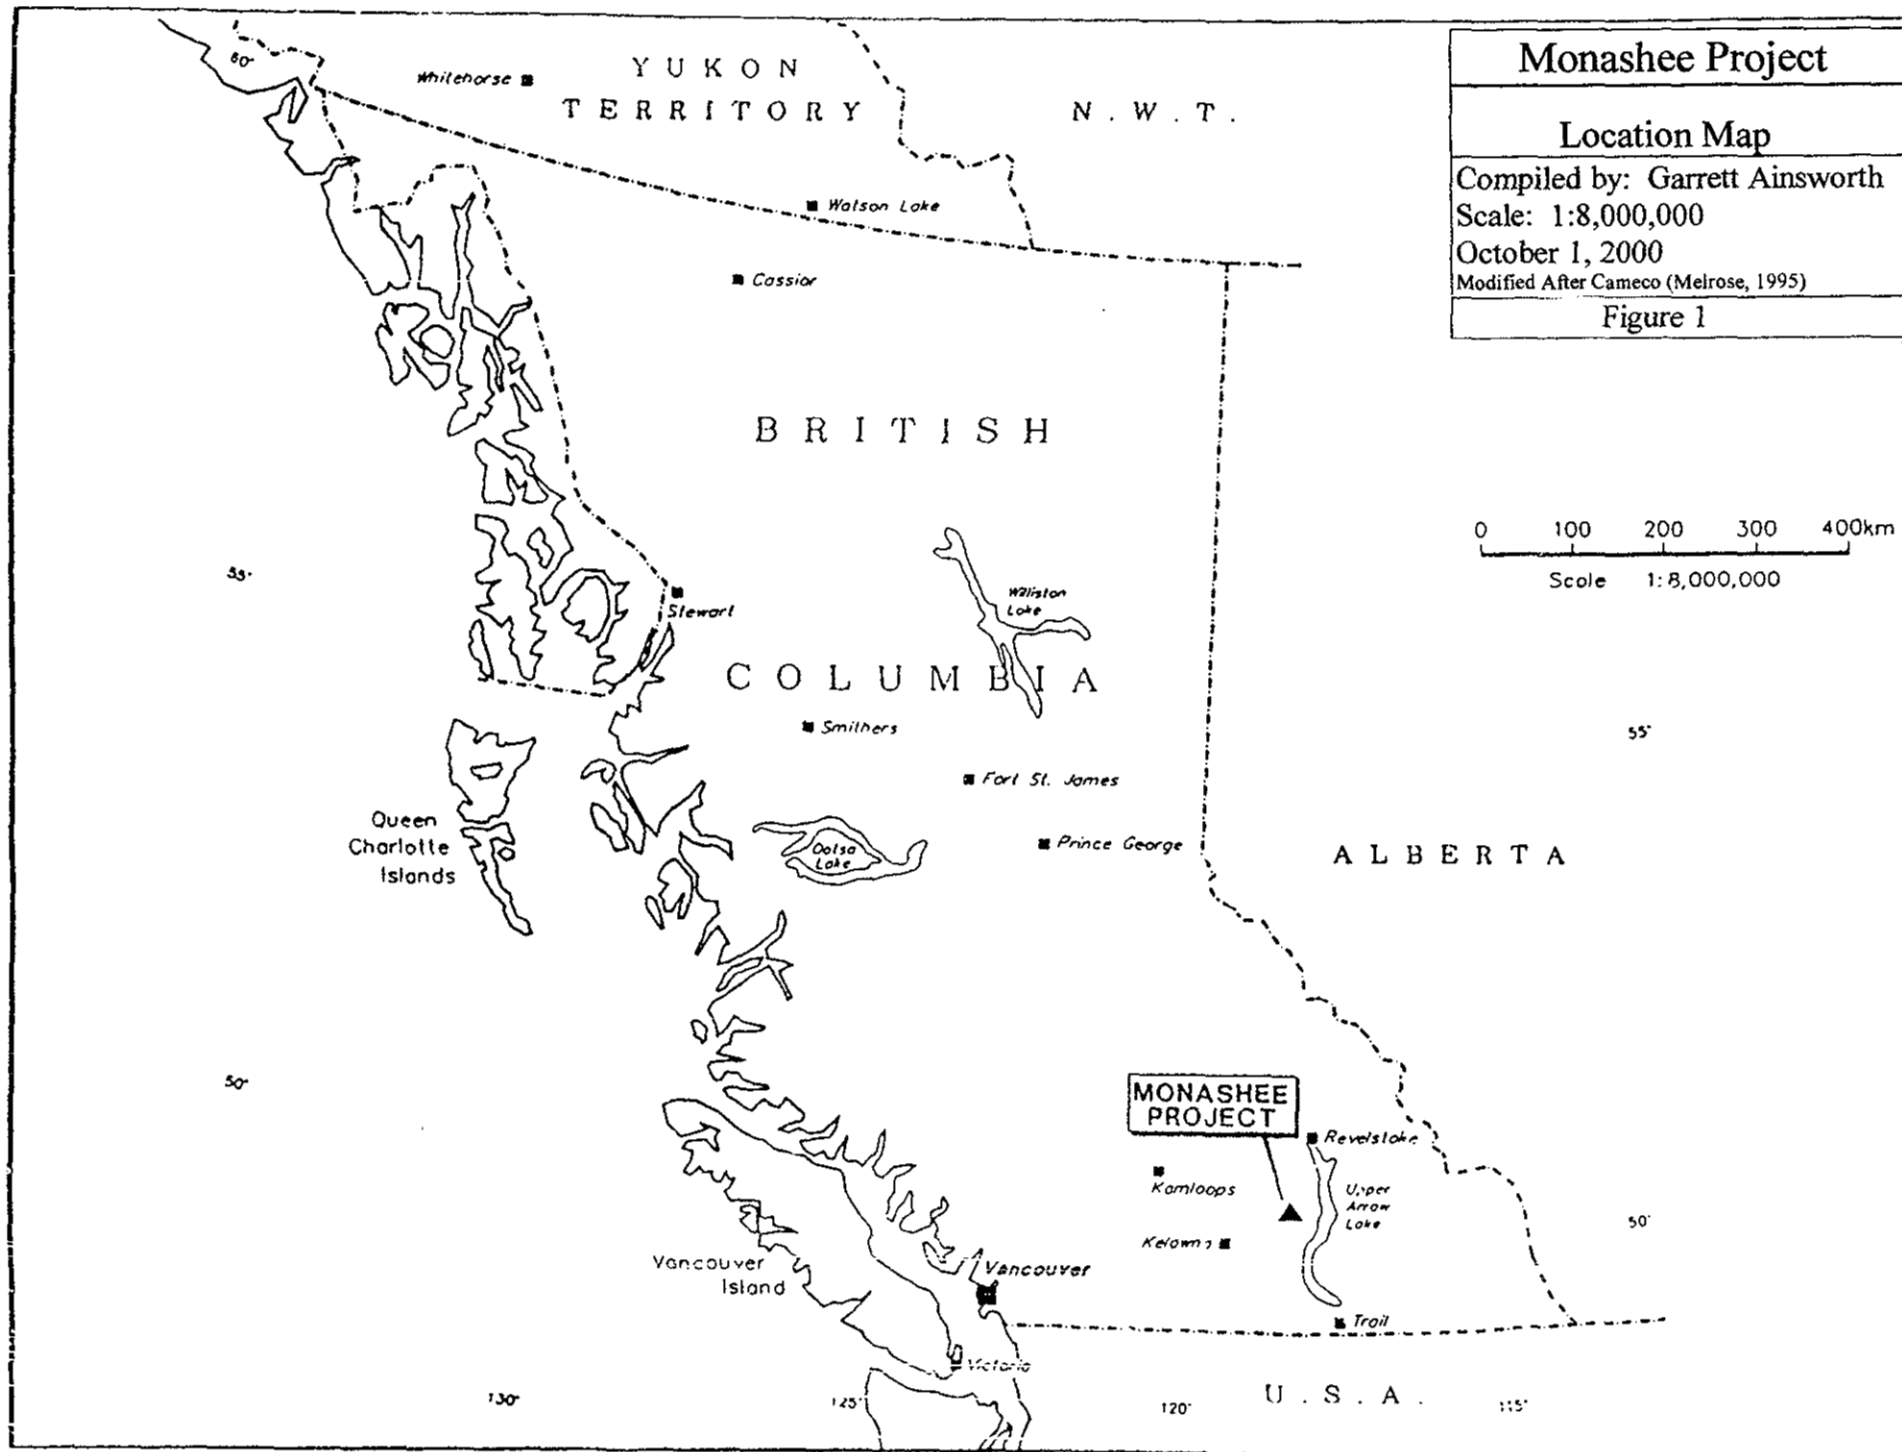 Monashee Project
Location Map
Compiled by: Garrett Ainsworth
Scale: 1:8,000,000
October 1, 2000
Modified After Cameco (Melrose, 1995)
Figure 1
60°
Whitehorse
YUKON
TERRITORY
N.W.T.
Watson Lake
Cassiar
BRITISH
0 100 200 300 400km
Scale 1:8,000,000
55°
Williston
Lake
Stewart
COLUMBIA
Smithers
55°
Fort St. James
Queen
Charlotte
Islands
Ootsa
Lake
Prince George
ALBERTA
50°
MONASHEE
PROJECT
Revelstoke
Kamloops
Upper
Arrow
Lake
50°
Kelowna
Vancouver
Island
Vancouver
Trail
Victoria
130°
125°
120°
U.S.A.
115°